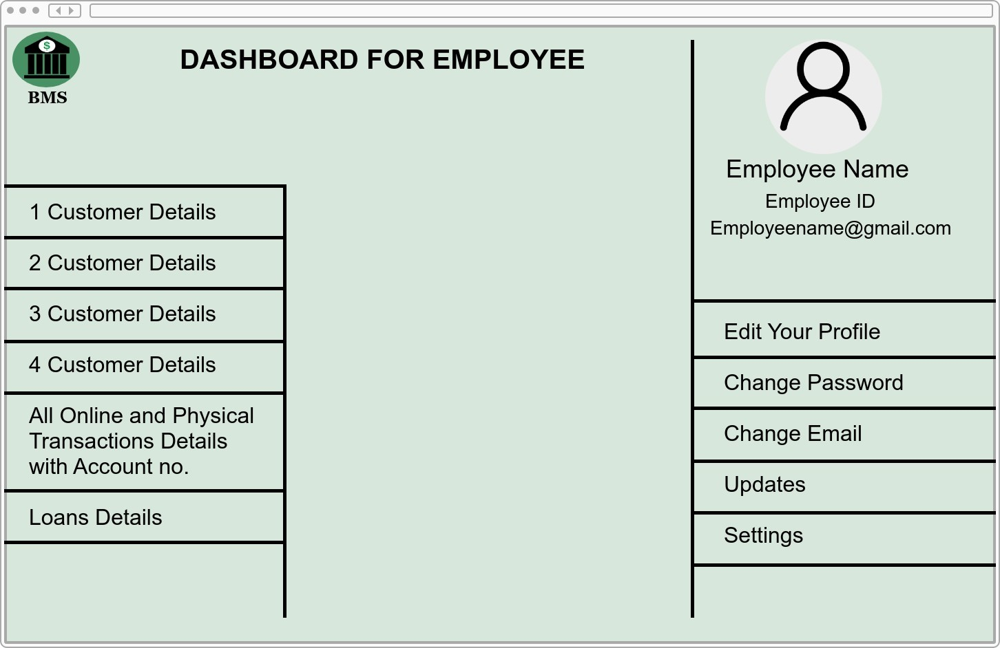 $
BMS
DASHBOARD FOR EMPLOYEE
1 Customer Details
2 Customer Details
3 Customer Details
4 Customer Details
All Online and Physical
Transactions Details
with Account no.
Loans Details
Employee Name
Employee ID
Employeename@gmail.com
Edit Your Profile
Change Password
Change Email
Updates
Settings